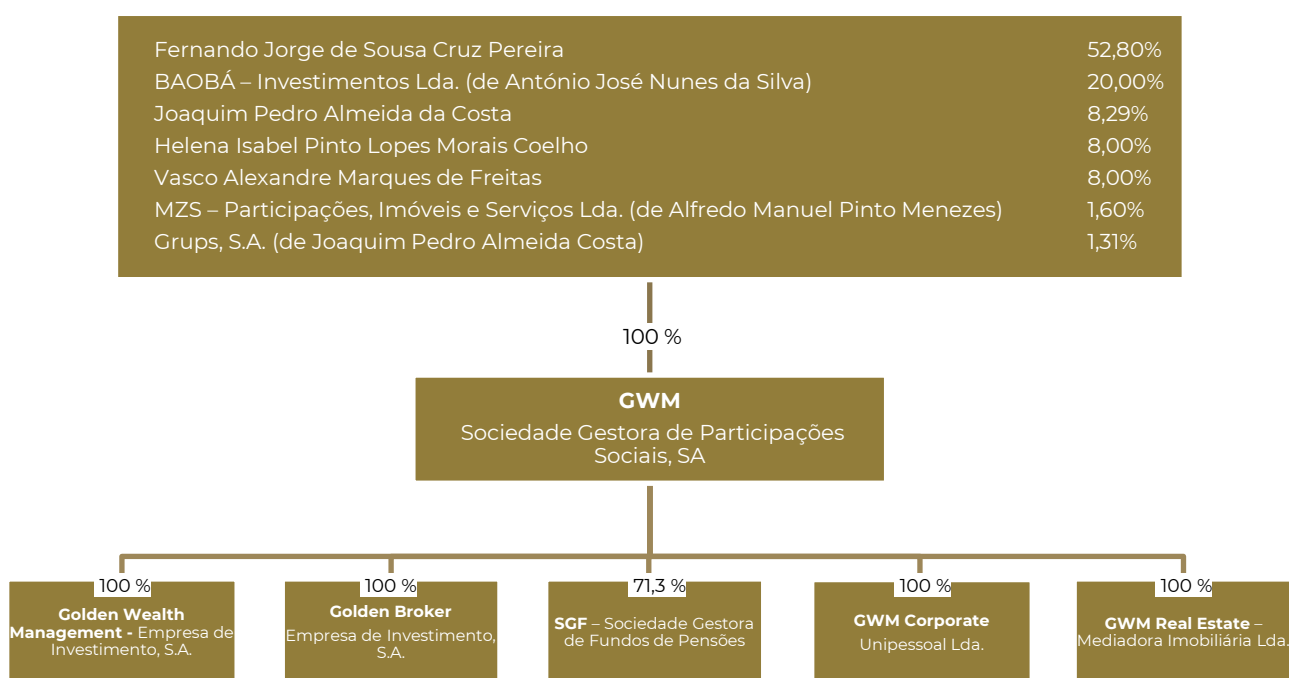 Fernando Jorge de Sousa Cruz Pereira 52,80%
BAOBÁ – Investimentos Lda. (de António José Nunes da Silva) 20,00%
Joaquim Pedro Almeida da Costa 8,29%
Helena Isabel Pinto Lopes Morais Coelho 8,00%
Vasco Alexandre Marques de Freitas 8,00%
MZS – Participações, Imóveis e Serviços Lda. (de Alfredo Manuel Pinto Menezes) 1,60%
Grups, S.A. (de Joaquim Pedro Almeida Costa) 1,31%
100 %
GWM
Sociedade Gestora de Participações
Sociais, SA
100 %
Golden Wealth
Management - Empresa de
Investimento, S.A.
100 %
Golden Broker
Empresa de Investimento,
S.A.
71,3 %
SGF – Sociedade Gestora
de Fundos de Pensões
100 %
GWM Corporate
Unipessoal Lda.
100 %
GWM Real Estate –
Mediadora Imobiliária Lda.